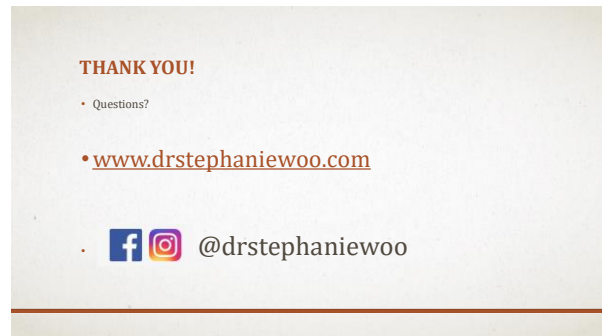 THANK YOU!
• Questions?
• www.drstephaniewoo.com
• @drstephaniewoo